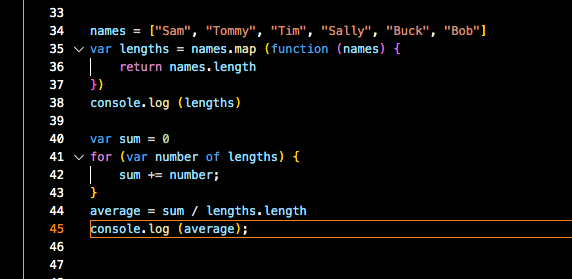 33
34 names = ["Sam", "Tommy", "Tim", "Sally", "Buck", "Bob"]
35 var lengths = names.map (function (names) {
36     return names.length
37 })
38 console.log (lengths)
39
40 var sum = 0
41 for (var number of lengths) {
42     sum += number;
43 }
44 average = sum / lengths.length
45 console.log (average);
46
47